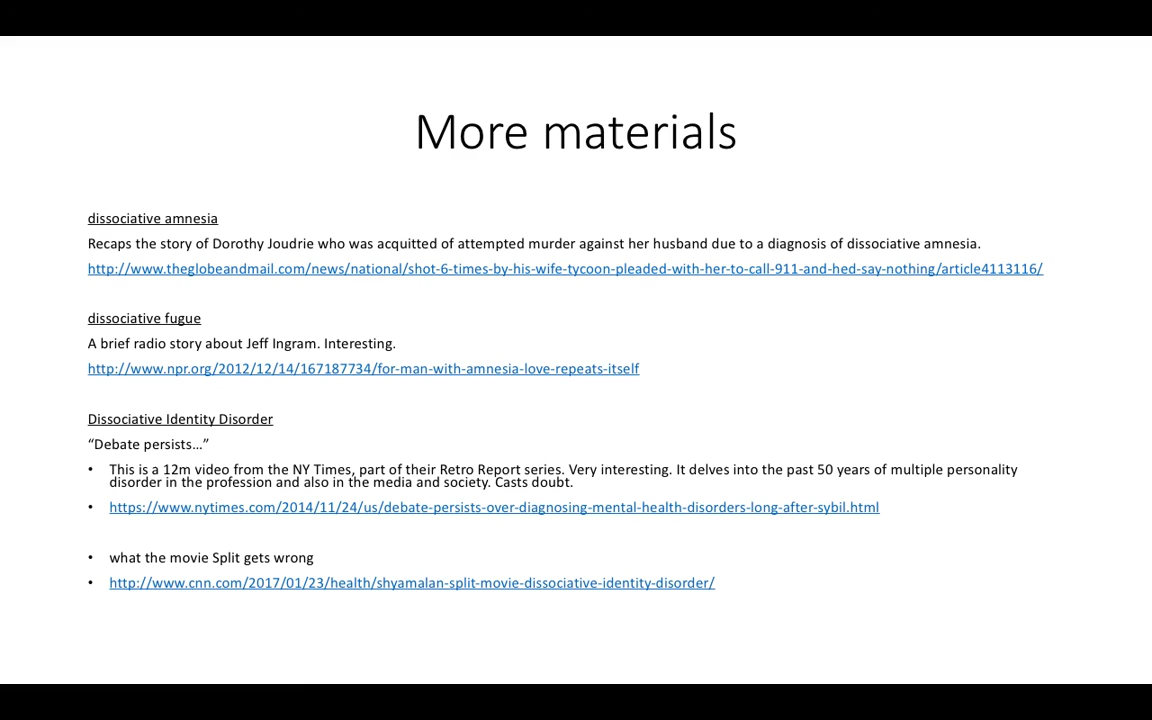 More materials
dissociative amnesia
Recaps the story of Dorothy Joudrie who was acquitted of attempted murder against her husband due to a diagnosis of dissociative amnesia.
http://www.theglobeandmail.com/news/national/shot-6-times-by-his-wife-tycoon-pleaded-with-her-to-call-911-and-hed-say-nothing/article4113116/
dissociative fugue
A brief radio story about Jeff Ingram. Interesting.
http://www.npr.org/2012/12/14/167187734/for-man-with-amnesia-love-repeats-itself
Dissociative Identity Disorder
“Debate persists…”
• This is a 12m video from the NY Times, part of their Retro Report series. Very interesting. It delves into the past 50 years of multiple personality
disorder in the profession and also in the media and society. Casts doubt.
• https://www.nytimes.com/2014/11/24/us/debate-persists-over-diagnosing-mental-health-disorders-long-after-sybil.html
• what the movie Split gets wrong
• http://www.cnn.com/2017/01/23/health/shyamalan-split-movie-dissociative-identity-disorder/